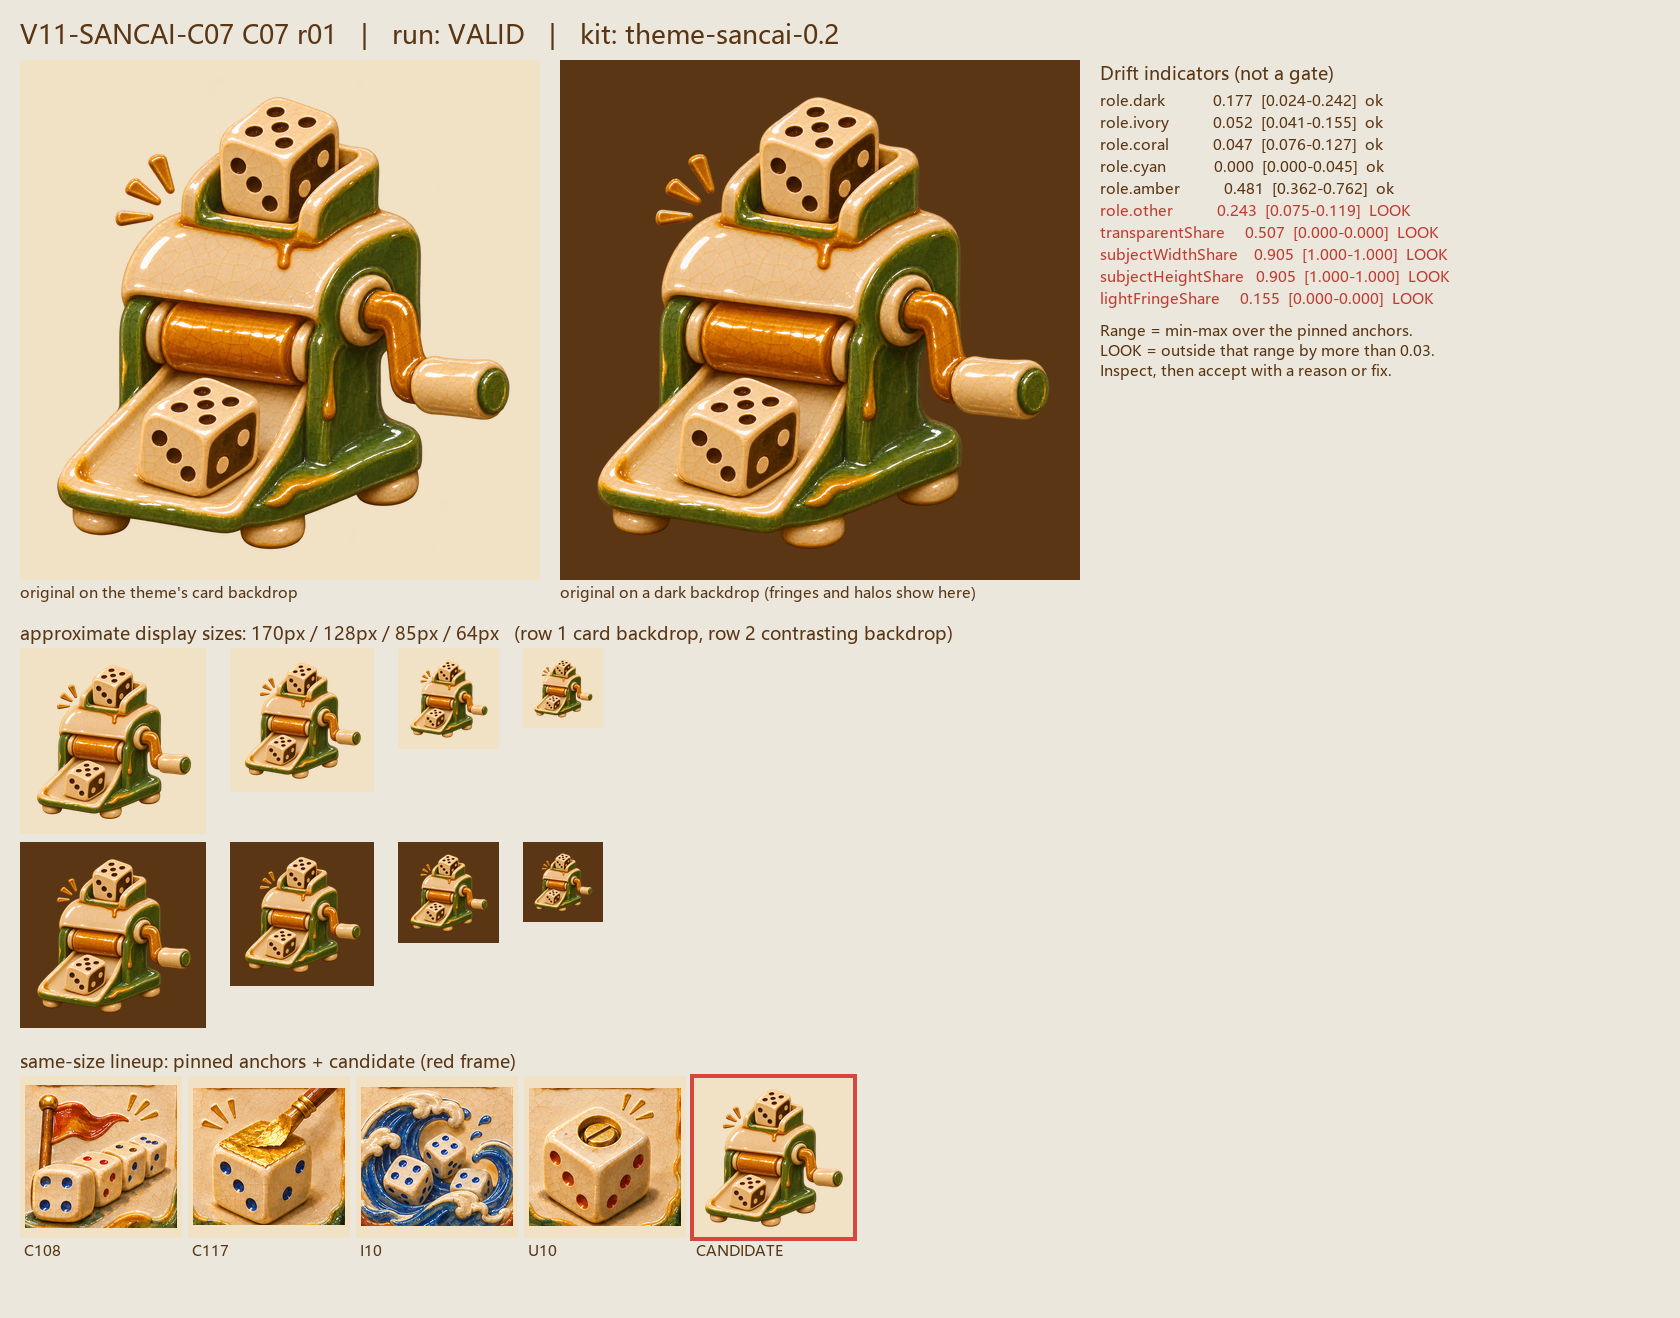 V11-SANCAI-C07 C07 r01 | run: VALID | kit: theme-sancai-0.2
Drift indicators (not a gate)
role.dark 0.177 [0.024-0.242] ok
role.ivory 0.052 [0.041-0.155] ok
role.coral 0.047 [0.076-0.127] ok
role.cyan 0.000 [0.000-0.045] ok
role.amber 0.481 [0.362-0.762] ok
role.other 0.243 [0.075-0.119] LOOK
transparentShare 0.507 [0.000-0.000] LOOK
subjectWidthShare 0.905 [1.000-1.000] LOOK
subjectHeightShare 0.905 [1.000-1.000] LOOK
lightFringeShare 0.155 [0.000-0.000] LOOK
Range = min-max over the pinned anchors.
LOOK = outside that range by more than 0.03.
Inspect, then accept with a reason or fix.
original on the theme's card backdrop
original on a dark backdrop (fringes and halos show here)
approximate display sizes: 170px / 128px / 85px / 64px (row 1 card backdrop, row 2 contrasting backdrop)
same-size lineup: pinned anchors + candidate (red frame)
C108
C117
I10
U10
CANDIDATE